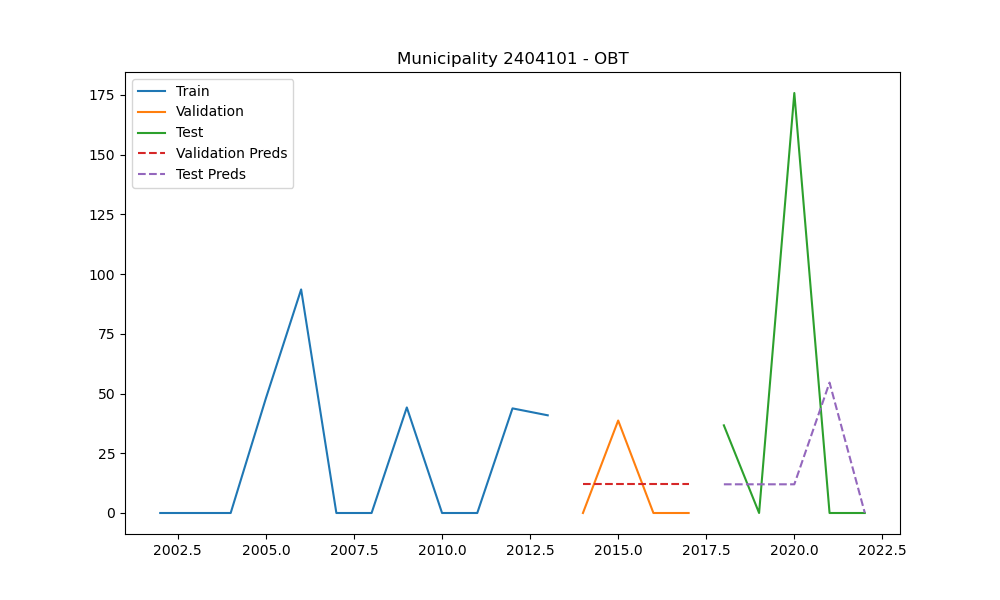 Municipality 2404101 - OBT
Train
Validation
Test
Validation Preds
Test Preds
175
150
125
100
75
50
25
0
2002.5 2005.0 2007.5 2010.0 2012.5 2015.0 2017.5 2020.0 2022.5